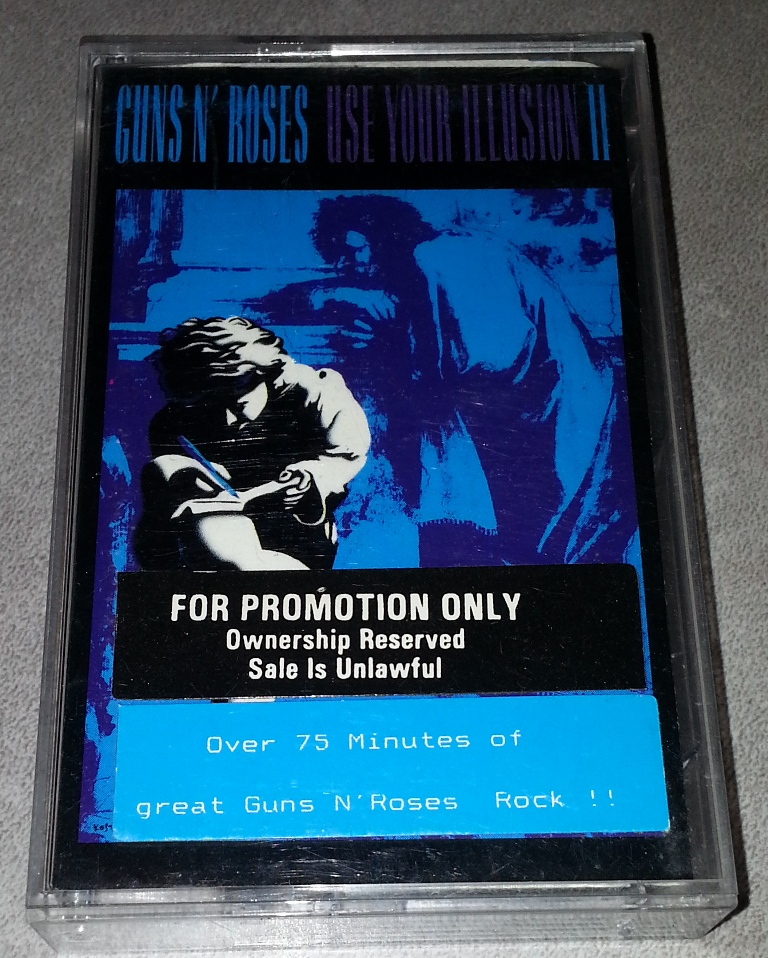 GUNS N' ROSES USE YOUR ILLUSION II
FOR PROMOTION ONLY
Ownership Reserved
Sale Is Unlawful
Over 75 Minutes of
great Guns N'Roses Rock !!